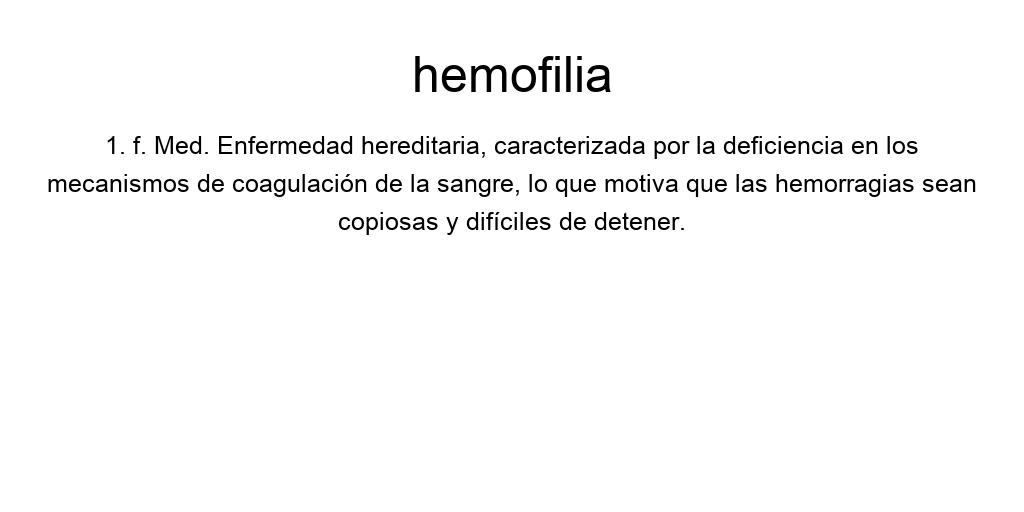 hemofilia
1. f. Med. Enfermedad hereditaria, caracterizada por la deficiencia en los
mecanismos de coagulación de la sangre, lo que motiva que las hemorragias sean
copiosas y difíciles de detener.